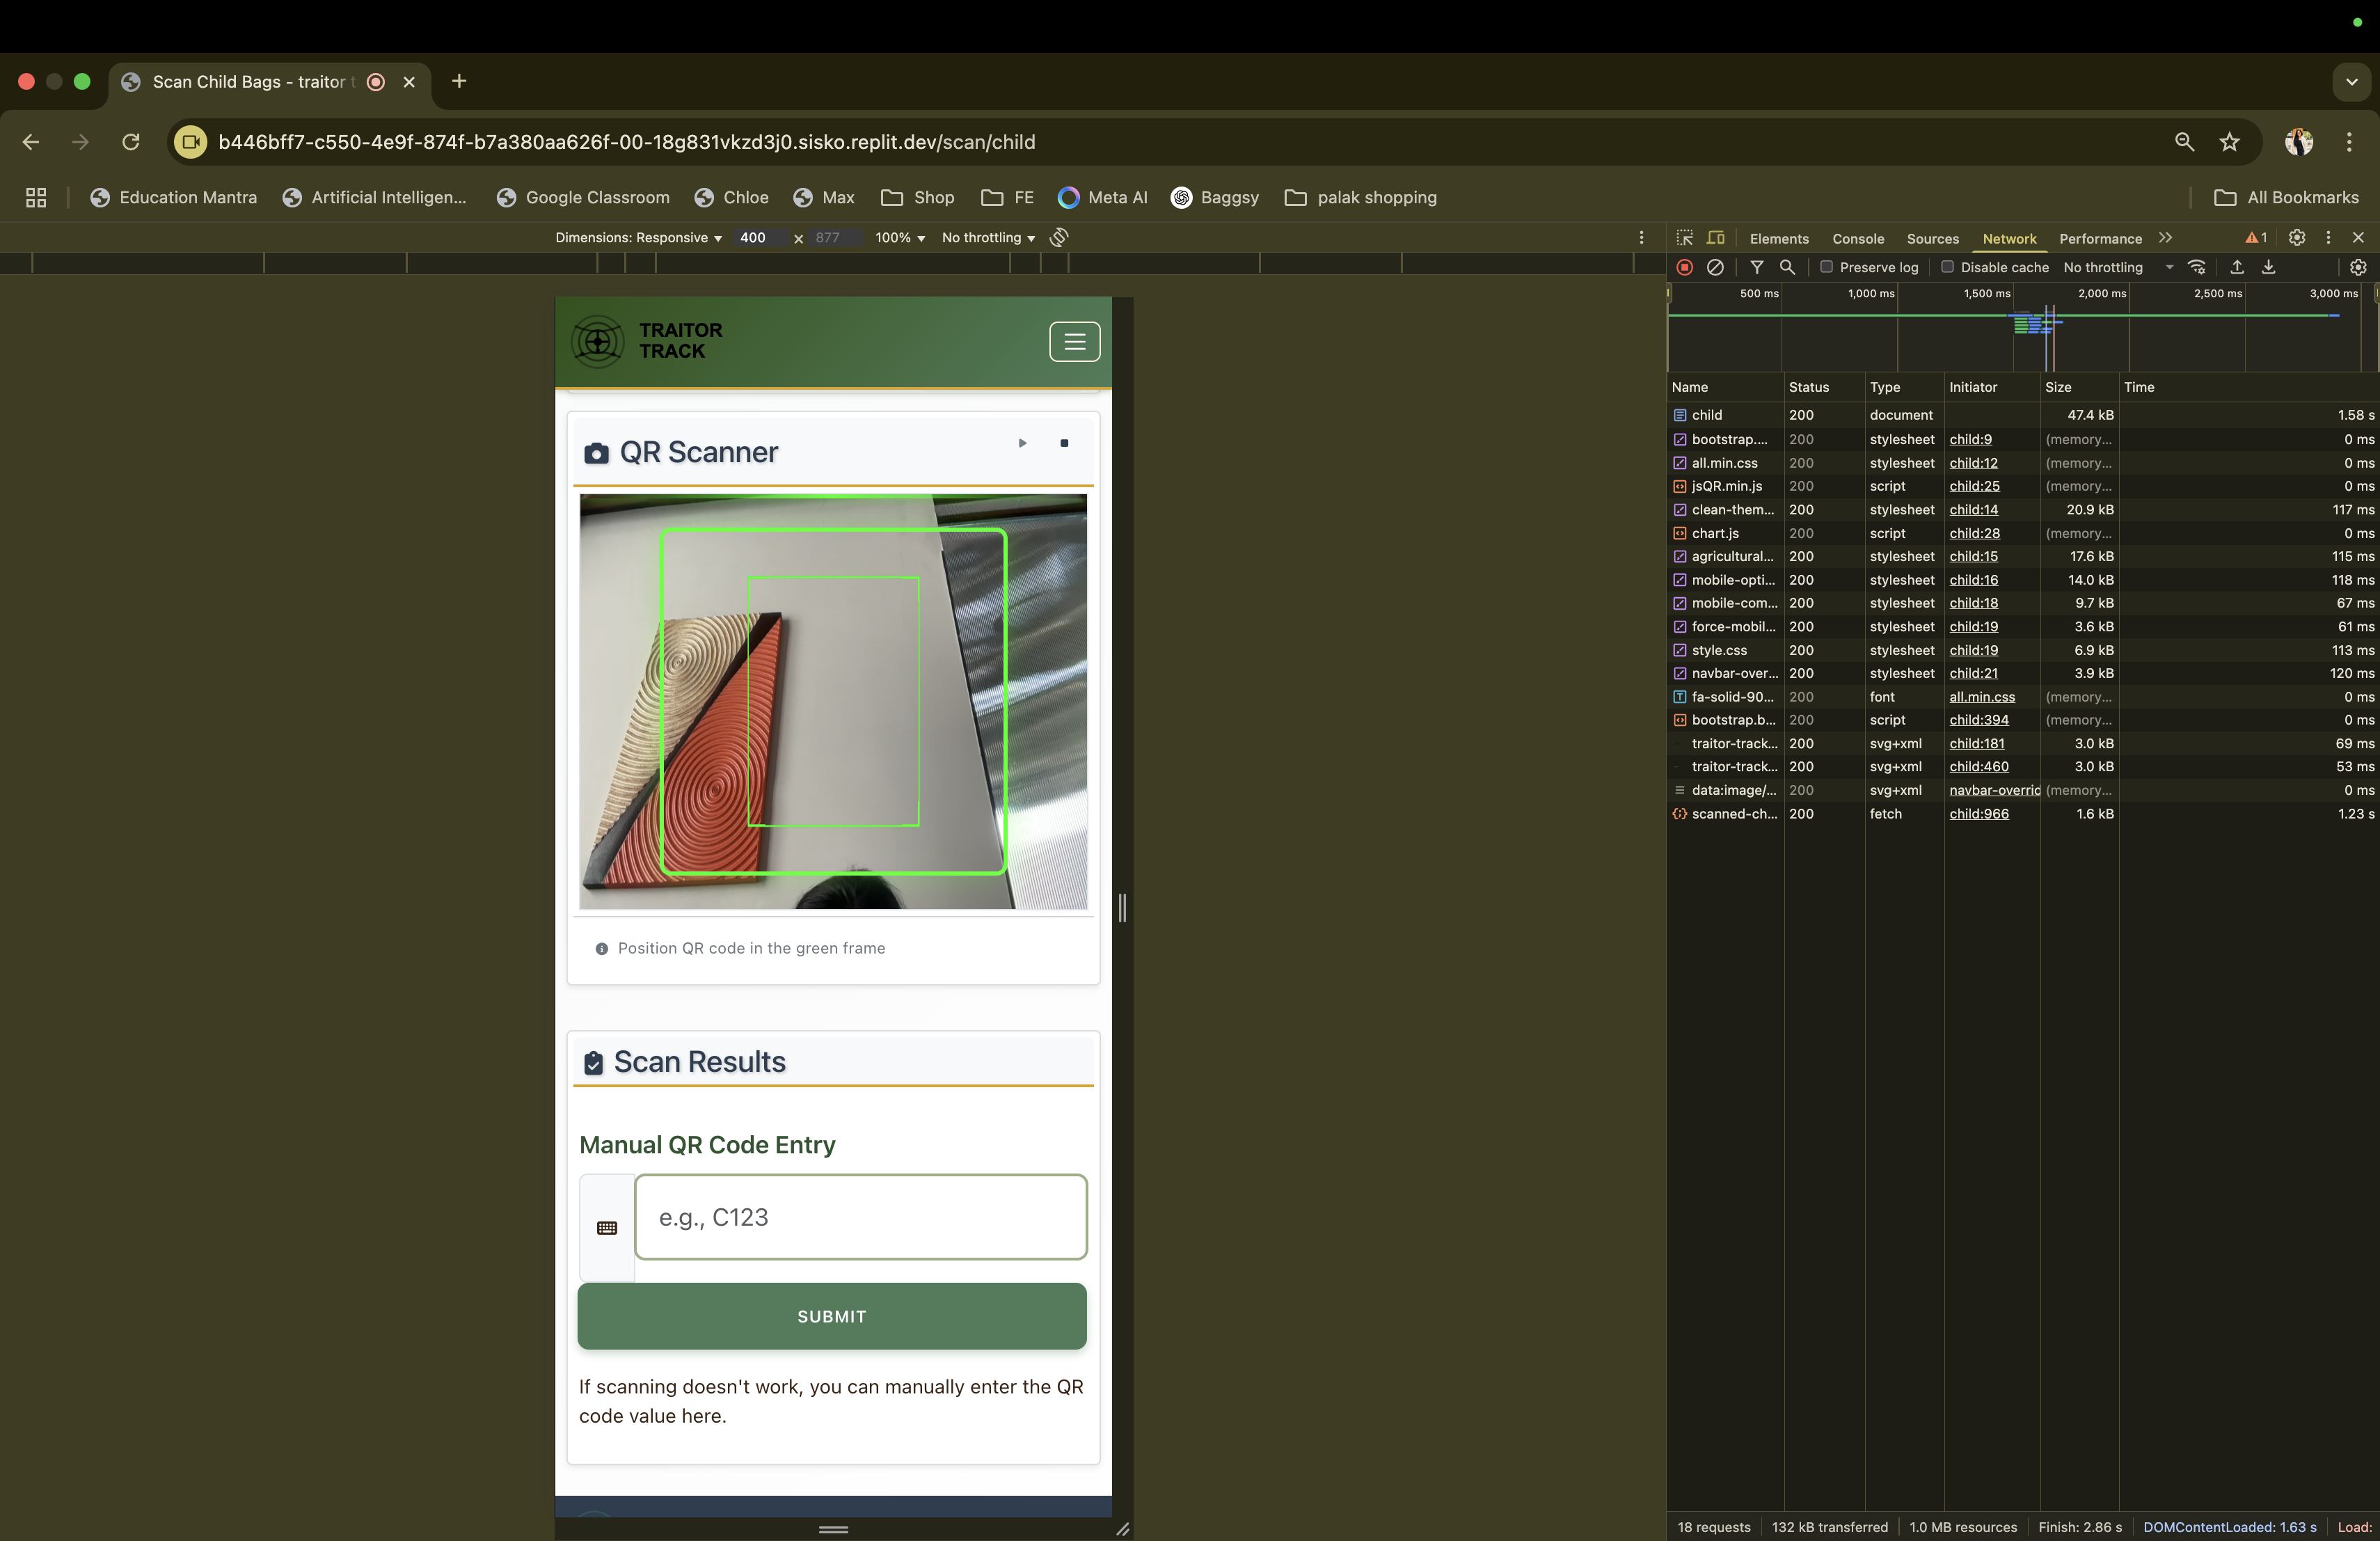 Scan Child Bags - traitor t
b446bff7-c550-4e9f-874f-b7a380aa626f-00-18g831vkzd3j0.sisko.replit.dev/scan/child
Education Mantra Artificial Intelligen... Google Classroom Chloe Max Shop FE Meta AI Baggsy palak shopping All Bookmarks
Dimensions: Responsive 400 x 877 100% No throttling
Elements Console Sources Network Performance 1
Preserve log Disable cache No throttling
500 ms 1,000 ms 1,500 ms 2,000 ms 2,500 ms 3,000 ms
Name Status Type Initiator Size Time
child 200 document 47.4 kB 1.58 s
bootstrap.... 200 stylesheet child:9 (memory... 0 ms
all.min.css 200 stylesheet child:12 (memory... 0 ms
jsQR.min.js 200 script child:25 (memory... 0 ms
clean-them... 200 stylesheet child:14 20.9 kB 117 ms
chart.js 200 script child:28 (memory... 0 ms
agricultural... 200 stylesheet child:15 17.6 kB 115 ms
mobile-opti... 200 stylesheet child:16 14.0 kB 118 ms
mobile-com... 200 stylesheet child:18 9.7 kB 67 ms
force-mobil... 200 stylesheet child:19 3.6 kB 61 ms
style.css 200 stylesheet child:19 6.9 kB 113 ms
navbar-over... 200 stylesheet child:21 3.9 kB 120 ms
fa-solid-90... 200 font all.min.css (memory... 0 ms
bootstrap.b... 200 script child:394 (memory... 0 ms
traitor-track... 200 svg+xml child:181 3.0 kB 69 ms
traitor-track... 200 svg+xml child:460 3.0 kB 53 ms
data:image/... 200 svg+xml navbar-overrid (memory... 0 ms
scanned-ch... 200 fetch child:966 1.6 kB 1.23 s
18 requests 132 kB transferred 1.0 MB resources Finish: 2.86 s DOMContentLoaded: 1.63 s Load:
TRAITOR
TRACK
QR Scanner
Position QR code in the green frame
Scan Results
Manual QR Code Entry
e.g., C123
SUBMIT
If scanning doesn't work, you can manually enter the QR
code value here.